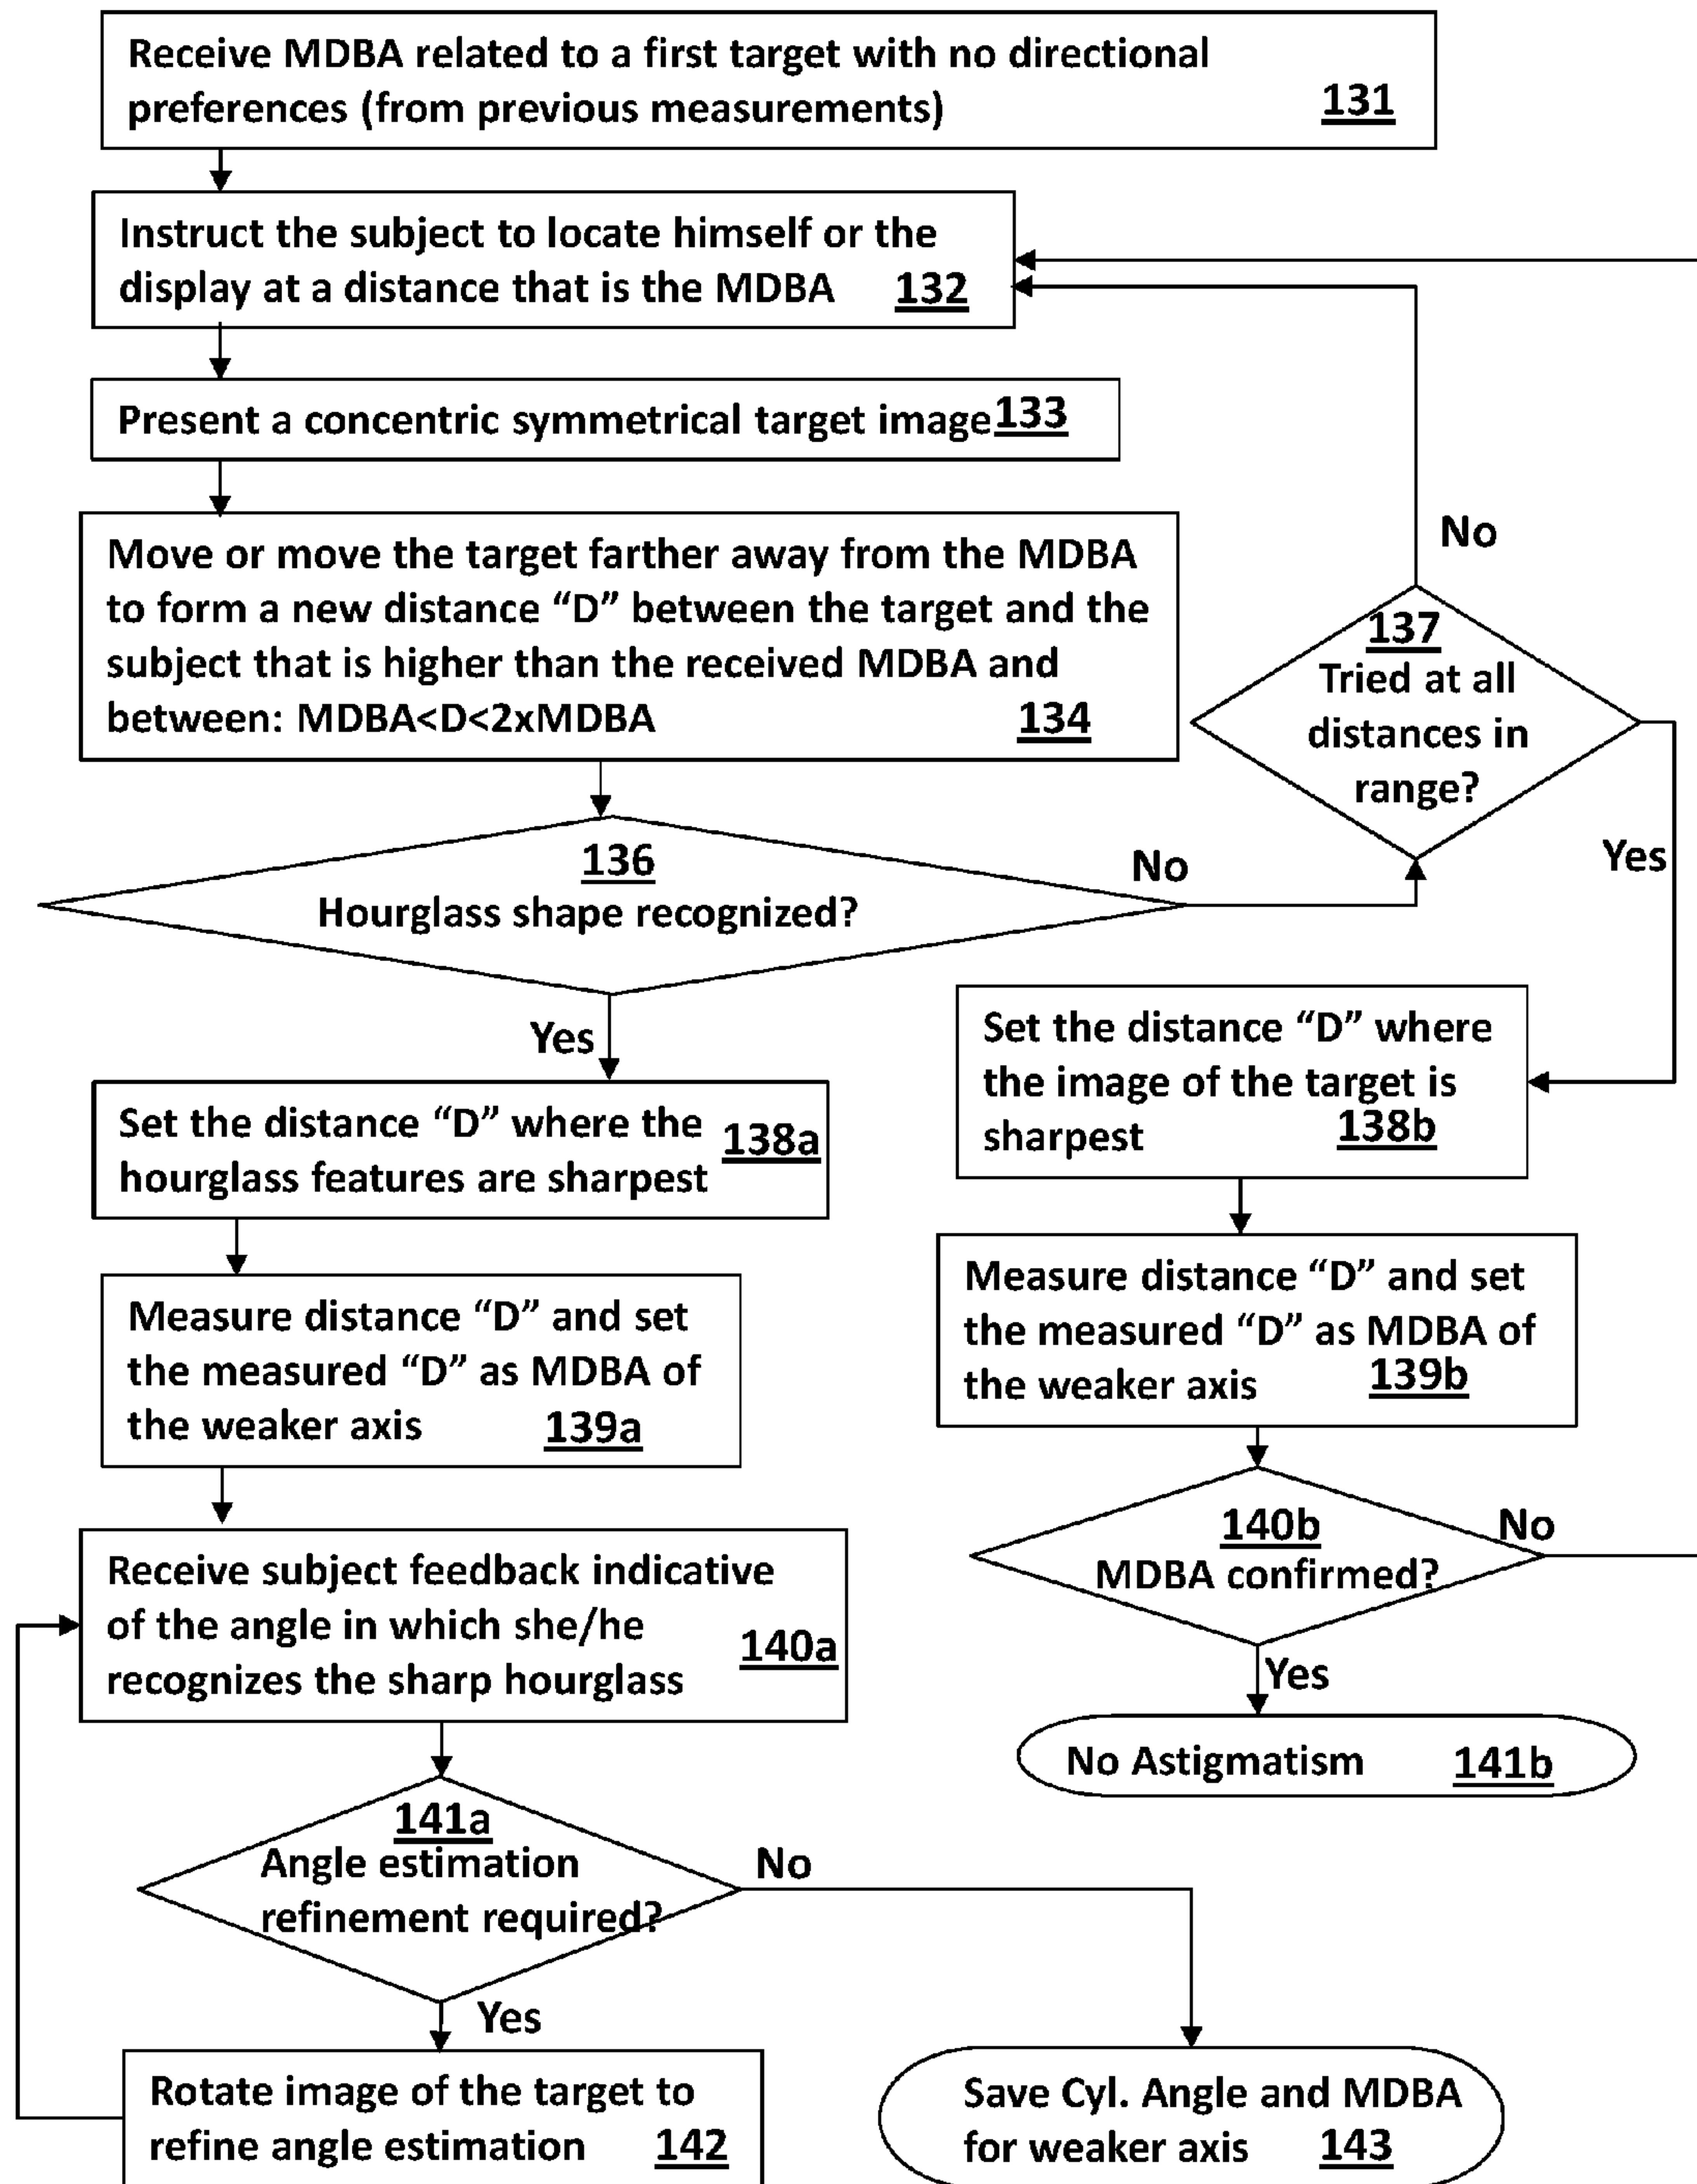 Receive MDBA related to a first target with no directional
preferences (from previous measurements) 131
Instruct the subject to locate himself or the
display at a distance that is the MDBA 132
Present a concentric symmetrical target image 133
Move or move the target farther away from the MDBA
to form a new distance “D” between the target and the
subject that is higher than the received MDBA and
between: MDBA<D<2xMDBA 134
No
137
Tried at all
distances in
range?
Yes
136
Hourglass shape recognized?
No
Yes
Set the distance “D” where the
hourglass features are sharpest 138a
Set the distance “D” where
the image of the target is
sharpest 138b
Measure distance “D” and set
the measured “D” as MDBA of
the weaker axis 139a
Measure distance “D” and set
the measured “D” as MDBA of
the weaker axis 139b
Receive subject feedback indicative
of the angle in which she/he
recognizes the sharp hourglass 140a
140b
MDBA confirmed?
No
Yes
No Astigmatism 141b
141a
Angle estimation
refinement required?
No
Yes
Rotate image of the target to
refine angle estimation 142
Save Cyl. Angle and MDBA
for weaker axis 143